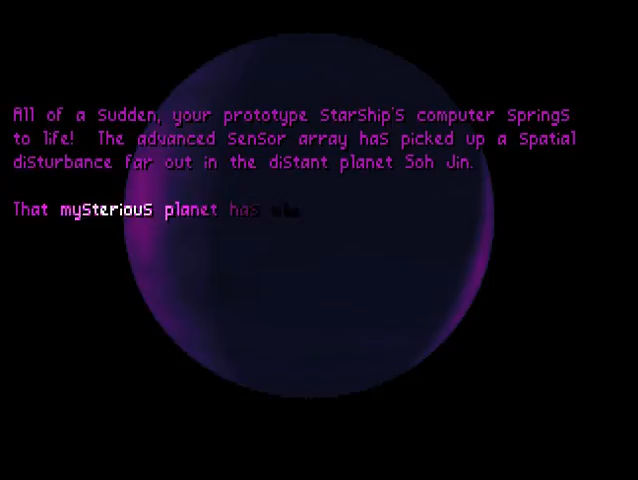 All of a sudden, your prototype starship's computer springs
to life!  The advanced sensor array has picked up a spatial
disturbance far out in the distant planet Soh Jin.
That mysterious planet has